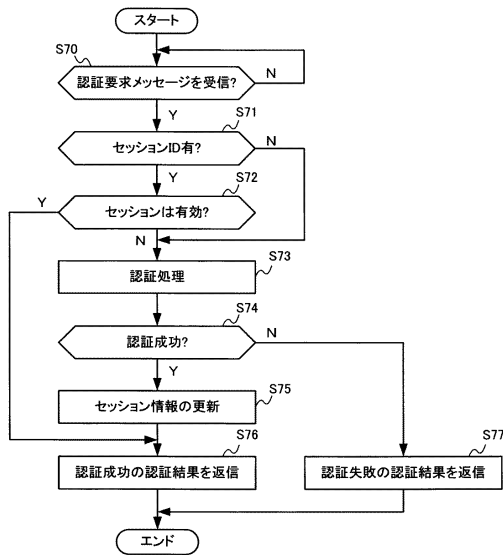 スタート
S70
認証要求メッセージを受信?
N
Y
S71
セッションID有?
N
Y
S72
Y
セッションは有効?
N
S73
認証処理
S74
認証成功?
N
Y
S75
セッション情報の更新
S76
S77
認証成功の認証結果を返信
認証失敗の認証結果を返信
エンド